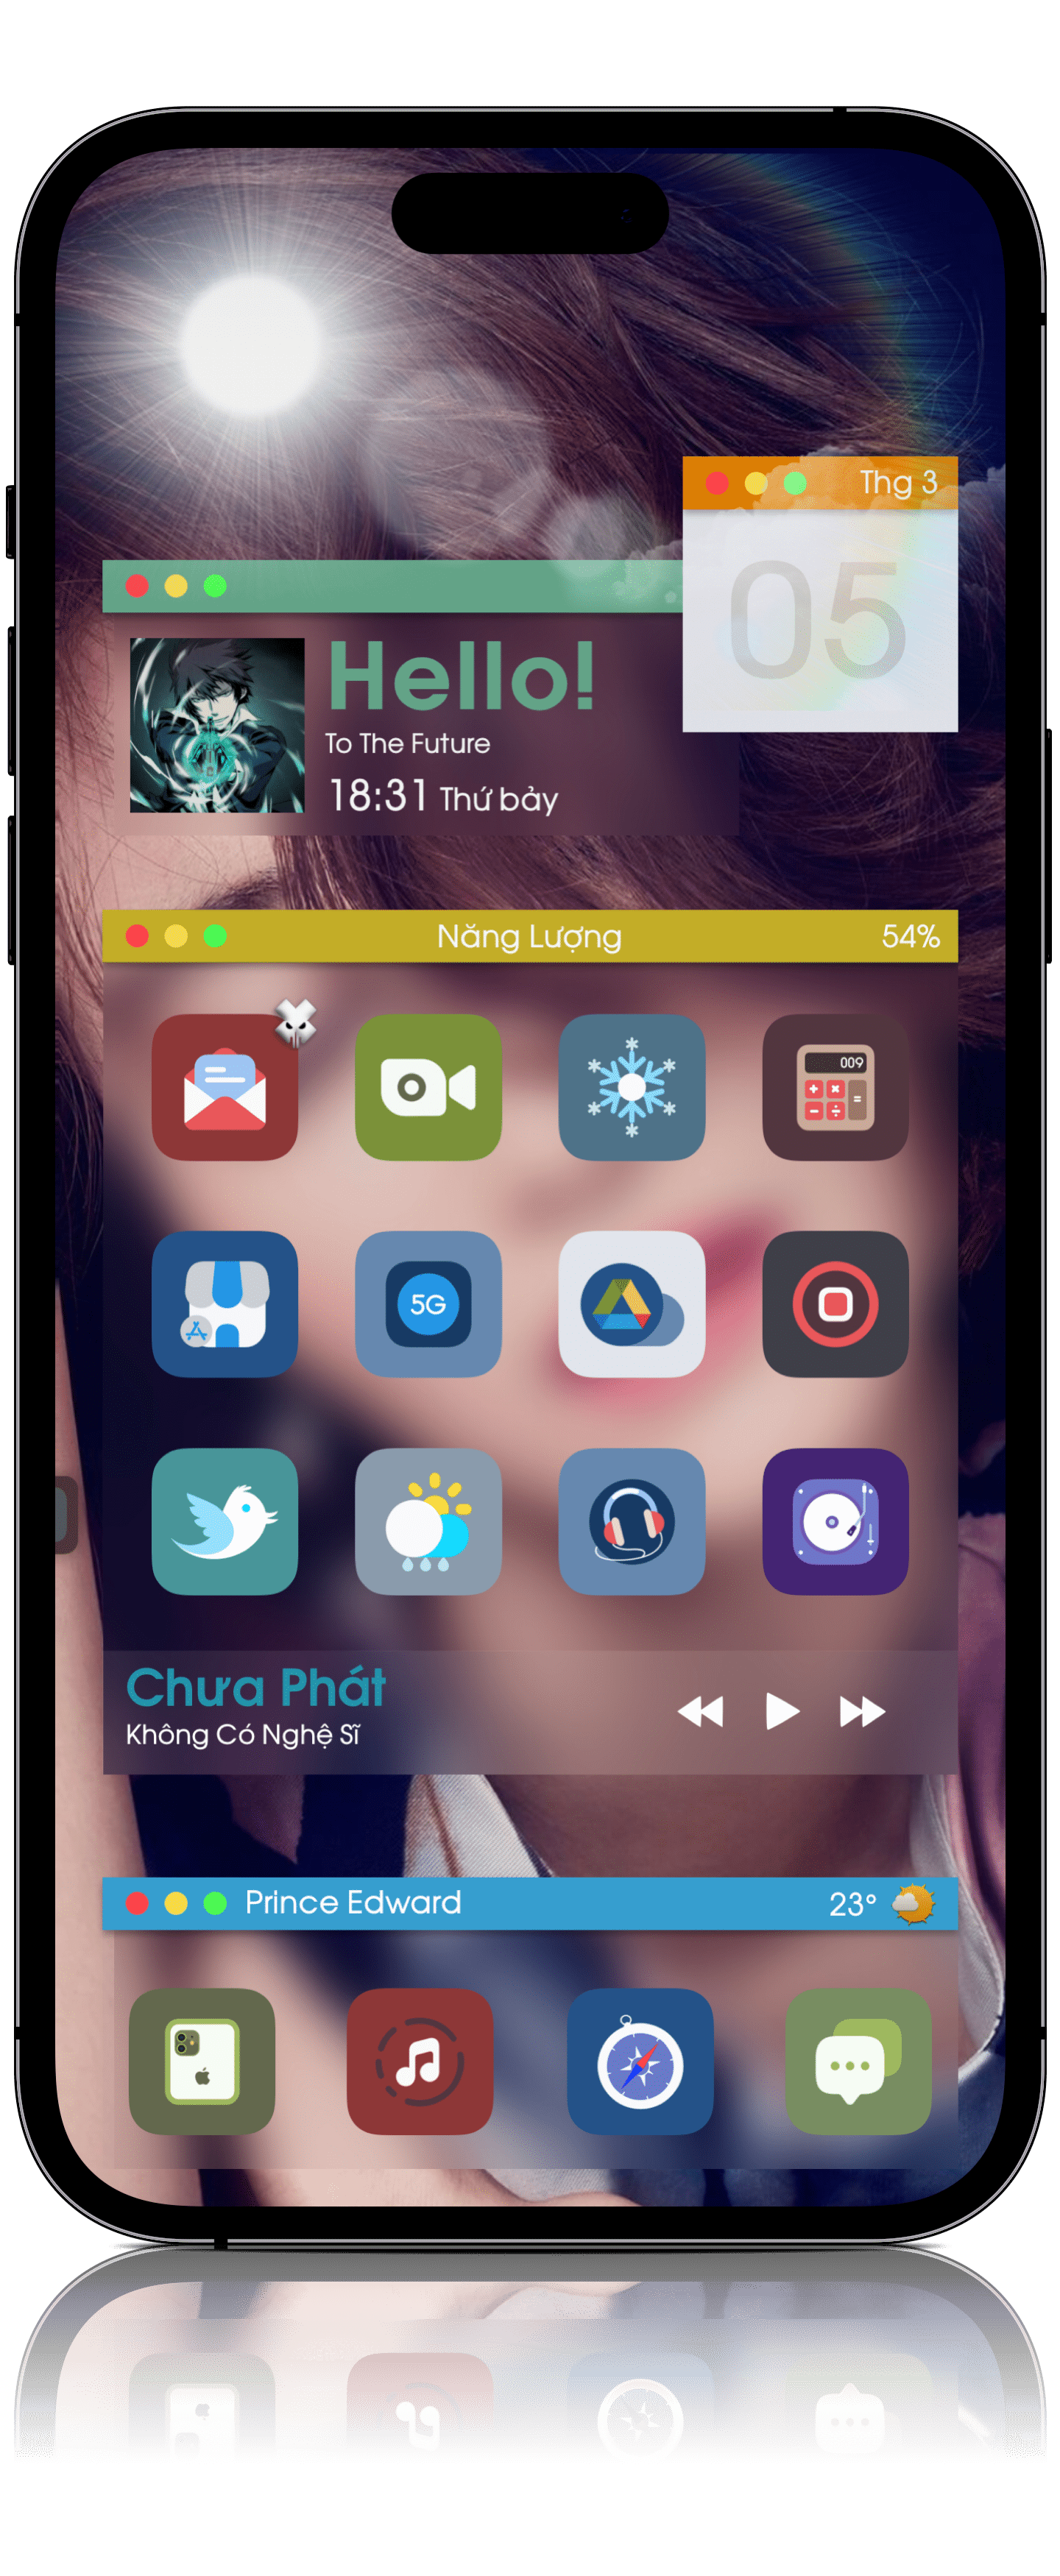 Thg 3
05
Hello!
To The Future
18:31 Thứ bảy
Năng Lượng 54%
009
5G
Chưa Phát
Không Có Nghệ Sĩ
Prince Edward 23°